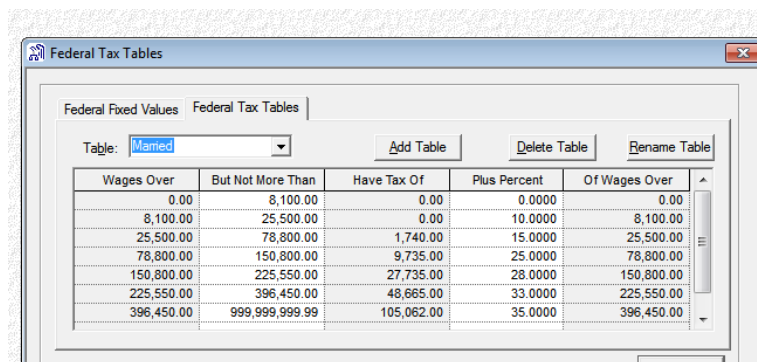 Federal Tax Tables
Federal Fixed Values Federal Tax Tables
Table: Married Add Table Delete Table Rename Table
Wages Over But Not More Than Have Tax Of Plus Percent Of Wages Over
0.00 8,100.00 0.00 0.0000 0.00
8,100.00 25,500.00 0.00 10.0000 8,100.00
25,500.00 78,800.00 1,740.00 15.0000 25,500.00
78,800.00 150,800.00 9,735.00 25.0000 78,800.00
150,800.00 225,550.00 27,735.00 28.0000 150,800.00
225,550.00 396,450.00 48,665.00 33.0000 225,550.00
396,450.00 999,999,999.99 105,062.00 35.0000 396,450.00